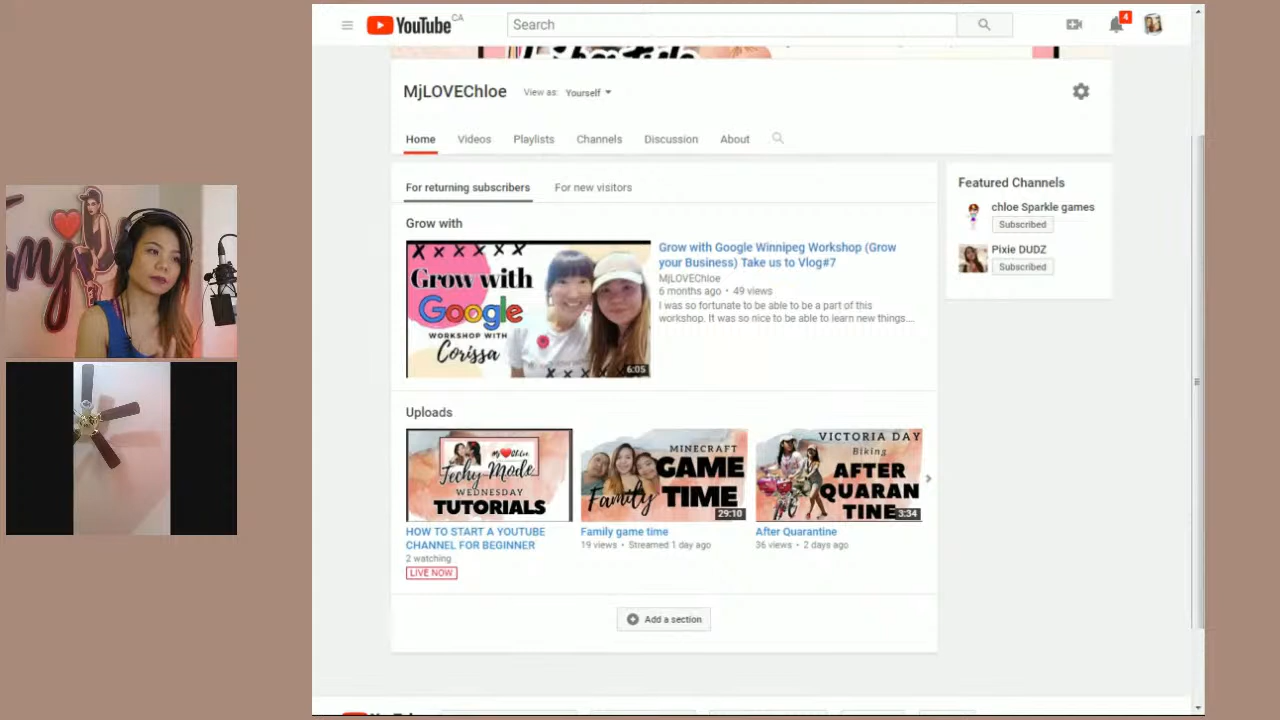 YouTube CA
Search
4
MjLOVEChloe
View as: Yourself
Home Videos Playlists Channels Discussion About
For returning subscribers For new visitors
Grow with
Grow with
Google
WORKSHOP WITH
Corissa
6:05
Grow with Google Winnipeg Workshop (Grow
your Business) Take us to Vlog#7
MjLOVEChloe
6 months ago • 49 views
I was so fortunate to be able to be a part of this
workshop. It was so nice to be able to learn new things....
Featured Channels
chloe Sparkle games
Subscribed
Pixie DUDZ
Subscribed
Uploads
Techy Mode
WEDNESDAY
TUTORIALS
HOW TO START A YOUTUBE
CHANNEL FOR BEGINNER
2 watching
LIVE NOW
MINECRAFT
GAME
Family TIME
29:10
Family game time
19 views • Streamed 1 day ago
VICTORIA DAY
Biking
AFTER
QUARAN
TINE
3:34
After Quarantine
36 views • 2 days ago
Add a section